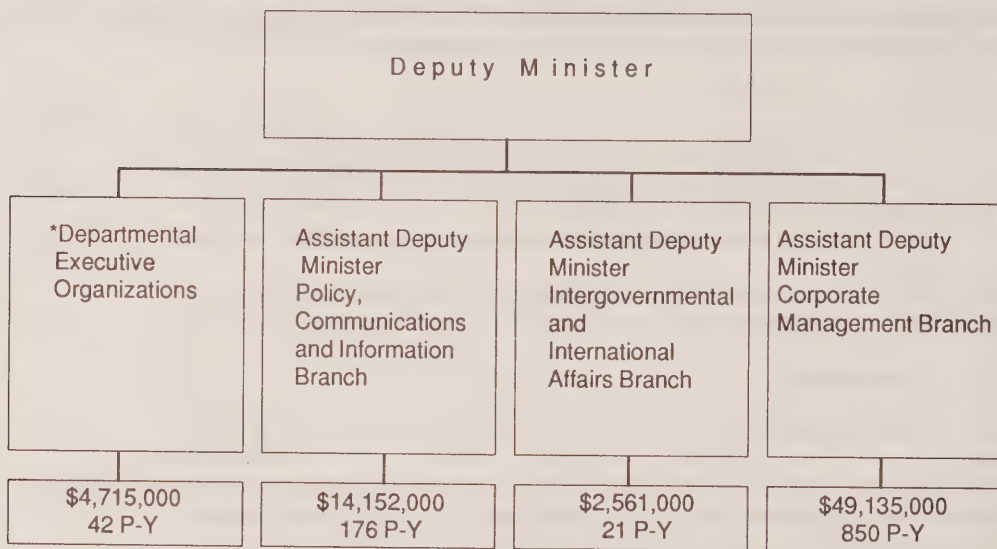 Deputy Minister
*Departmental
Executive
Organizations
Assistant Deputy
Minister
Policy,
Communications
and Information
Branch
Assistant Deputy
Minister
Intergovernmental
and
International
Affairs Branch
Assistant Deputy
Minister
Corporate
Management Branch
$4,715,000
42 P-Y
$14,152,000
176 P-Y
$2,561,000
21 P-Y
$49,135,000
850 P-Y